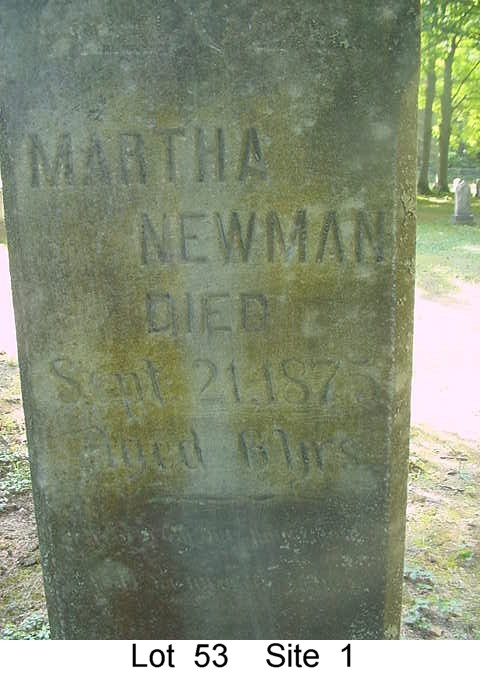 MARTHA
NEWMAN
DIED
Sept 21,1875
Aged 61yrs
Lot 53 Site 1